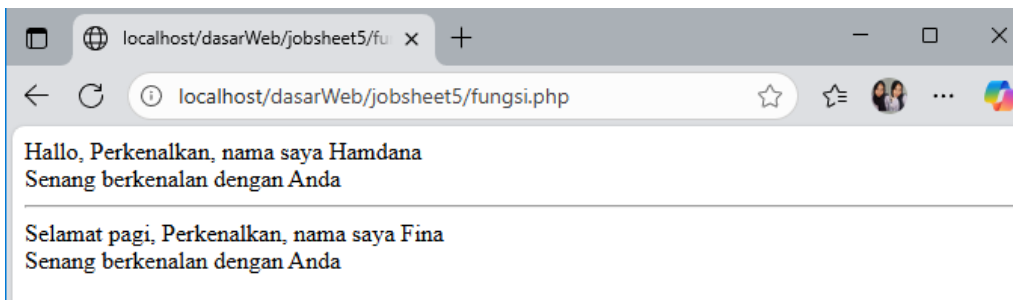 localhost/dasarWeb/jobsheet5/fu
localhost/dasarWeb/jobsheet5/fungsi.php
Hallo, Perkenalkan, nama saya Hamdana
Senang berkenalan dengan Anda
Selamat pagi, Perkenalkan, nama saya Fina
Senang berkenalan dengan Anda